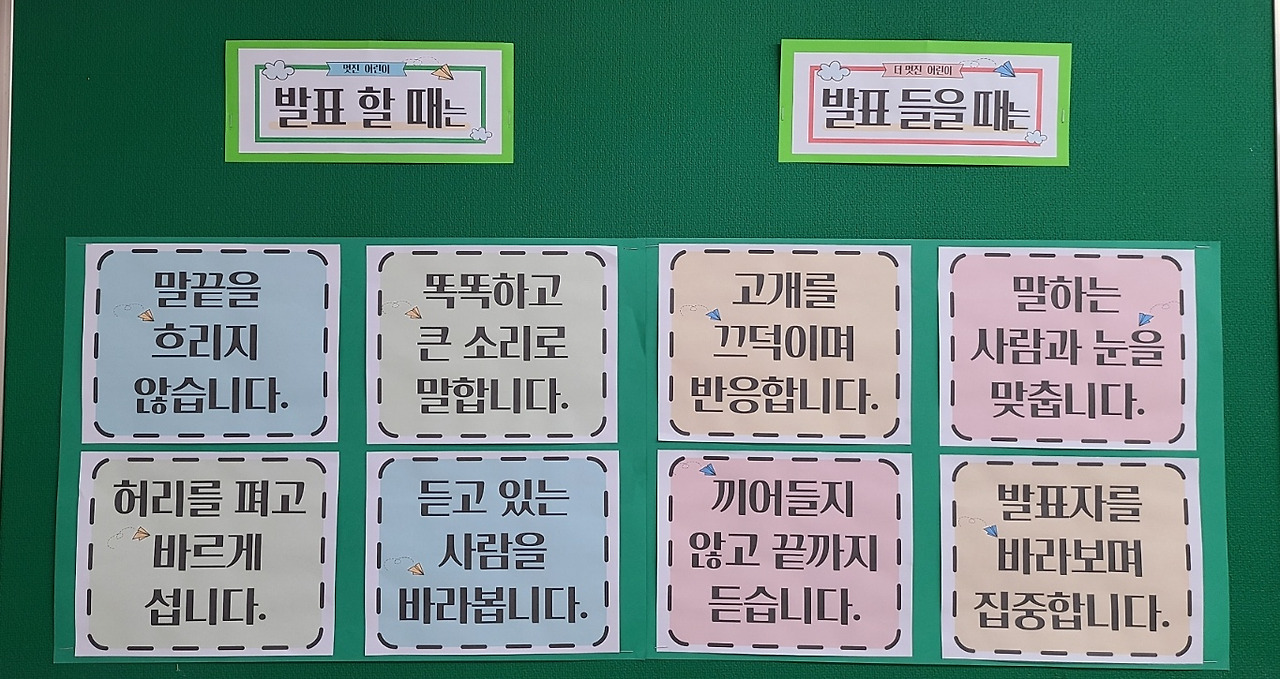 멋진 어린이
발표 할 때는
더 멋진 어린이
발표 들을 때는
말끝을
흐리지
않습니다.
똑똑하고
큰 소리로
말합니다.
고개를
끄덕이며
반응합니다.
말하는
사람과 눈을
맞춥니다.
허리를 펴고
바르게
섭니다.
듣고 있는
사람을
바라봅니다.
끼어들지
않고 끝까지
듣습니다.
발표자를
바라보며
집중합니다.